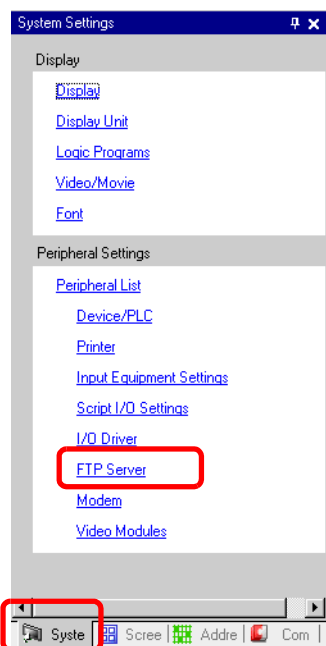 System Settings
Display
Display
Display Unit
Logic Programs
Video/Movie
Font
Peripheral Settings
Peripheral List
Device/PLC
Printer
Input Equipment Settings
Script I/O Settings
I/O Driver
FTP Server
Modem
Video Modules
Syste Scree Addre Com